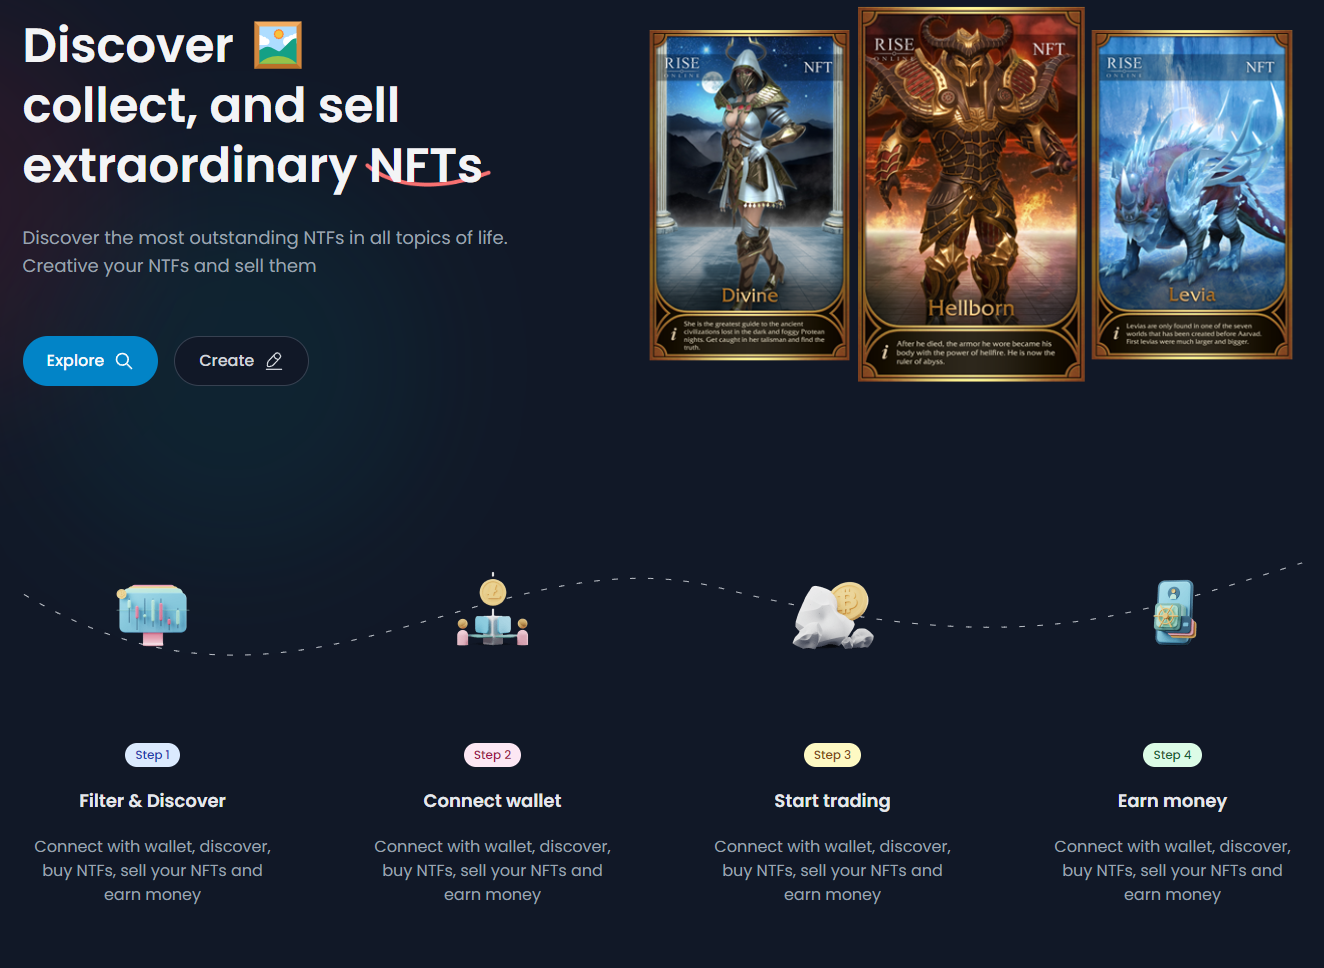 Discover
collect, and sell
extraordinary NFTs
Discover the most outstanding NTFs in all topics of life.
Creative your NTFs and sell them
Explore
Create
RISE
ONLINE
NFT
Divine
i
She is the greatest guide to the ancient
civilizations lost in the dark and foggy Protean
nights. Get caught in her talisman and find the
truth.
RISE
ONLINE
NFT
Hellborn
i
After he died, the armor he wore became his
body with the power of hellfire. He is now the
ruler of abyss.
RISE
ONLINE
NFT
Levia
i
Levias are only found in one of the seven
worlds that has been created before Aarvad.
First levias were much larger and bigger.
Step 1
Filter & Discover
Connect with wallet, discover,
buy NTFs, sell your NFTs and
earn money
Step 2
Connect wallet
Connect with wallet, discover,
buy NTFs, sell your NFTs and
earn money
Step 3
Start trading
Connect with wallet, discover,
buy NTFs, sell your NFTs and
earn money
Step 4
Earn money
Connect with wallet, discover,
buy NTFs, sell your NFTs and
earn money